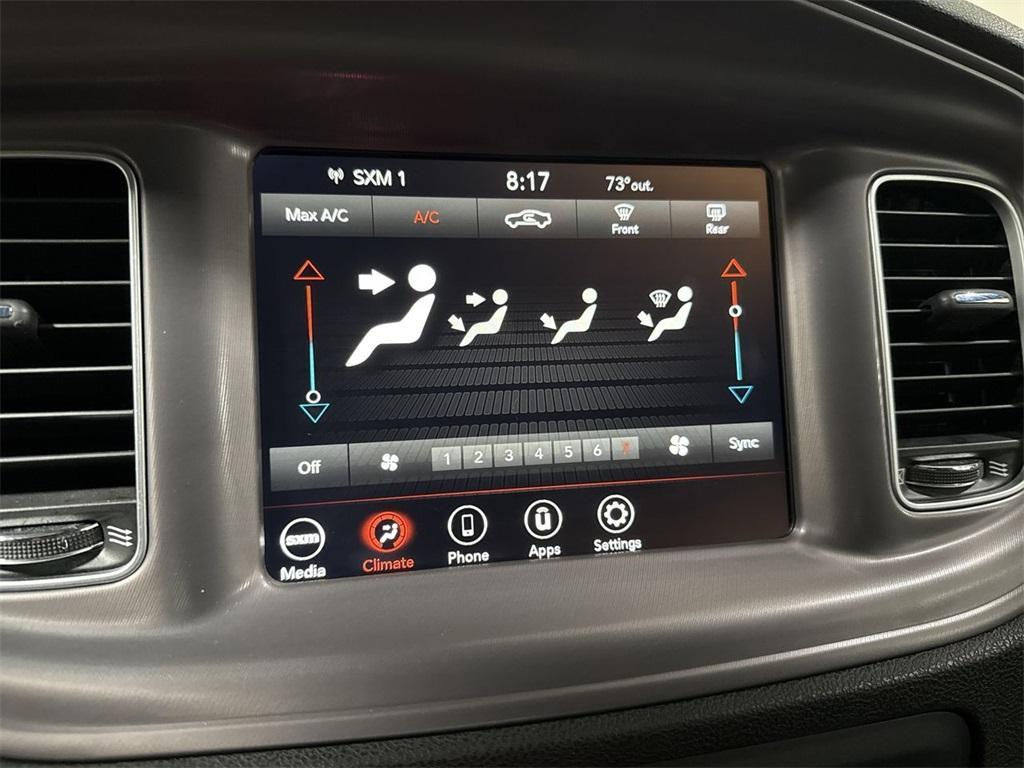 SXM 1 8:17 73°out.
Max A/C A/C Front Rear
Off 1 2 3 4 5 6 7 Sync
sxm
Media Climate Phone Apps Settings